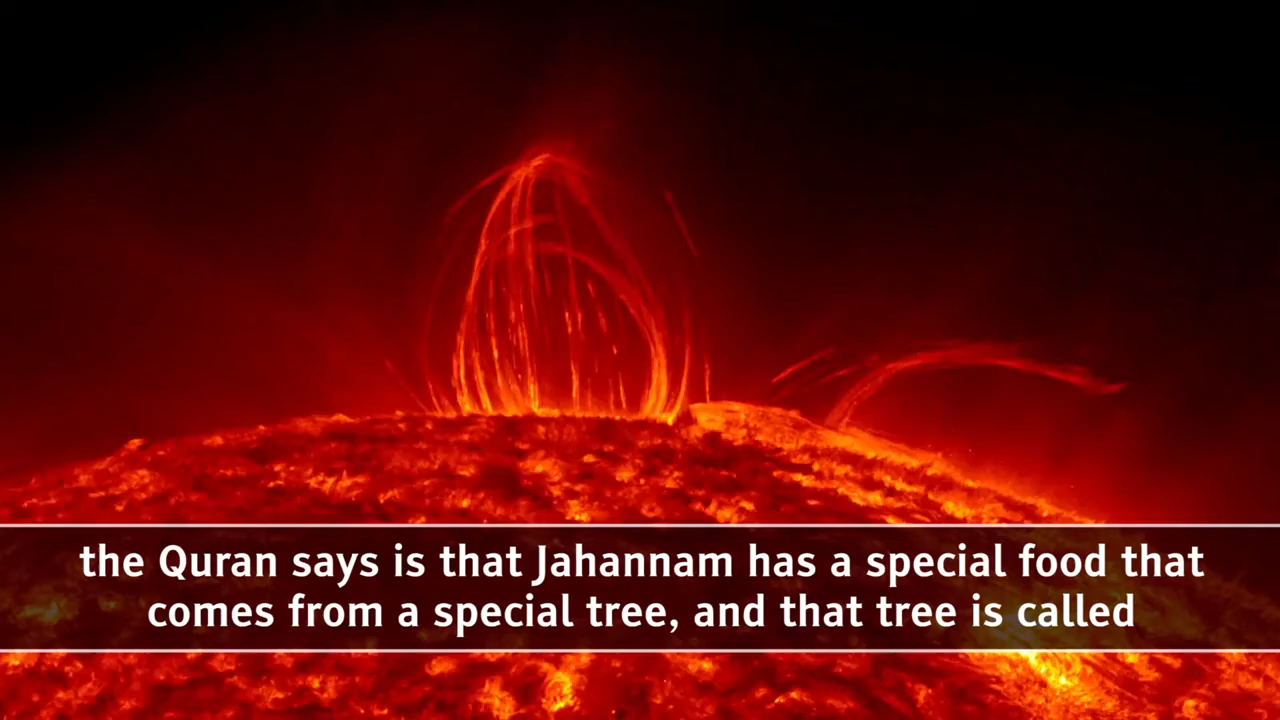 the Quran says is that Jahannam has a special food that
comes from a special tree, and that tree is called